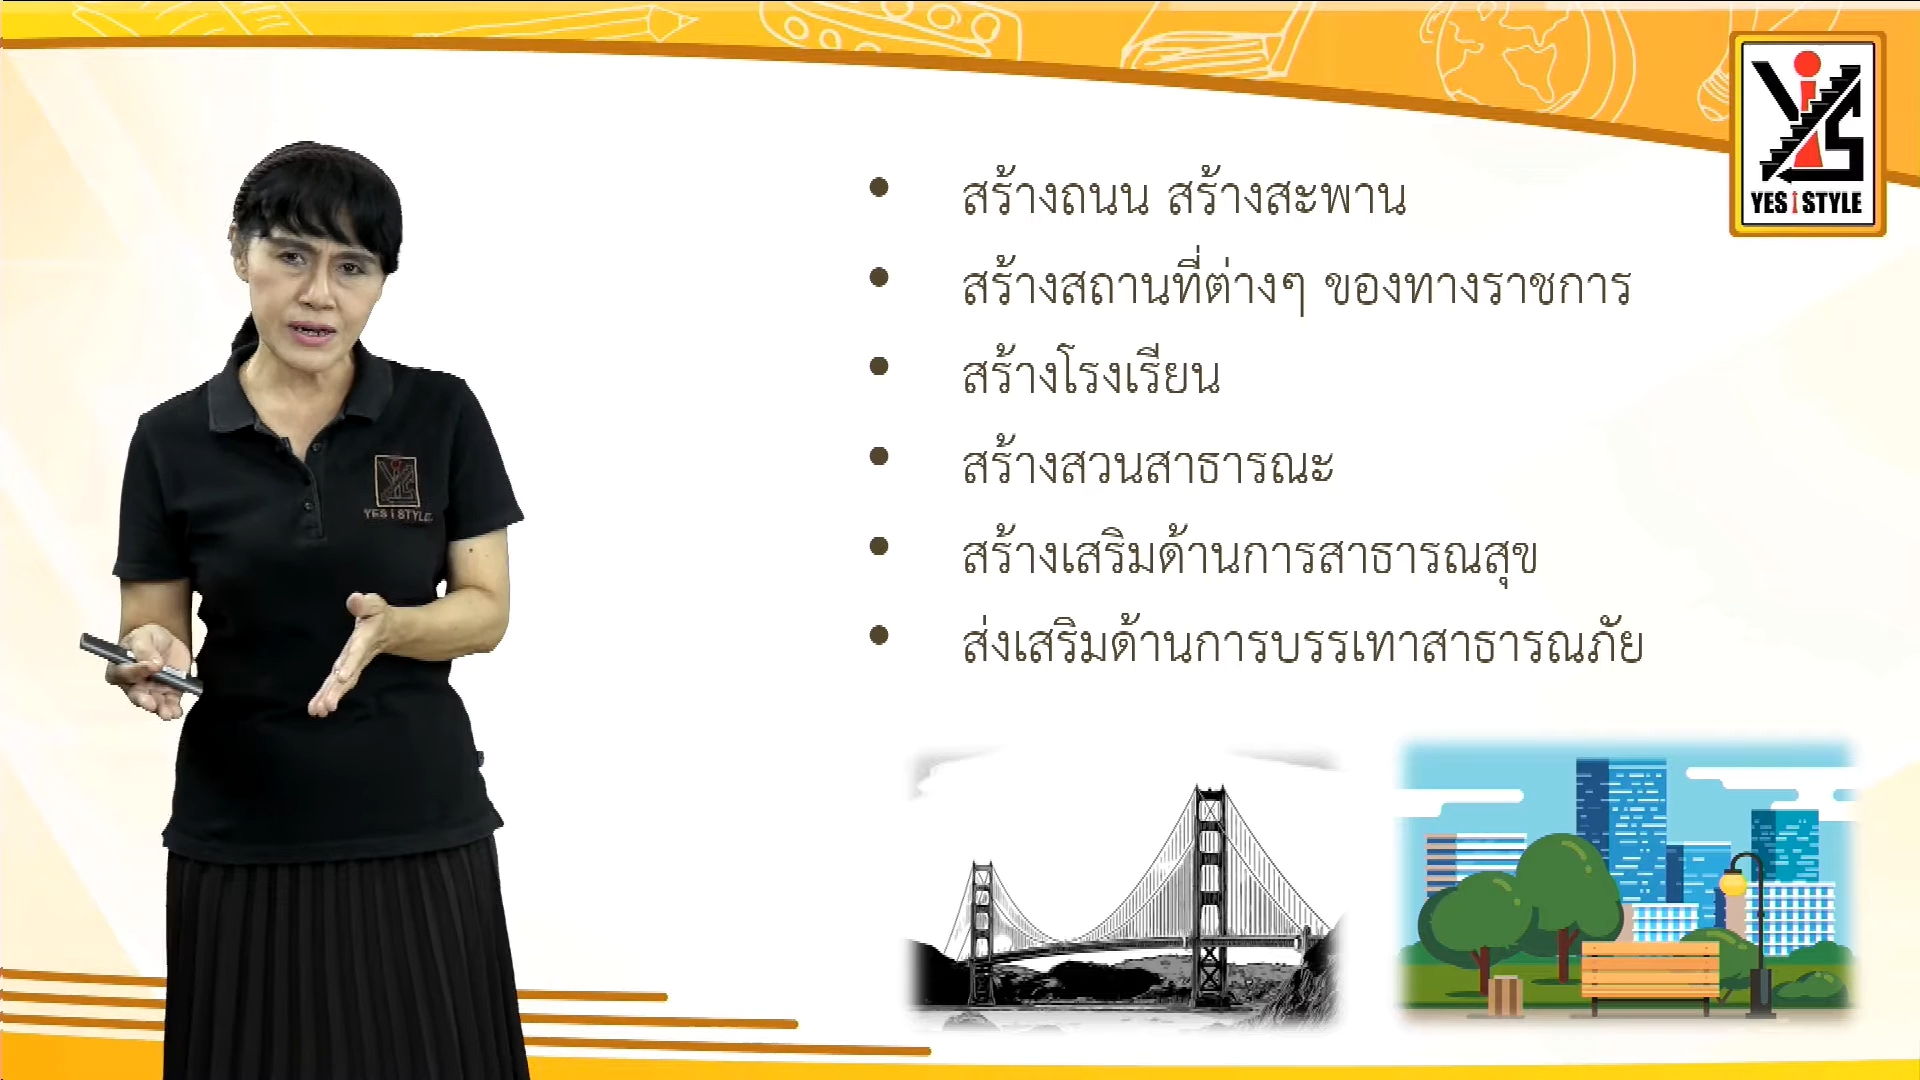 สร้างถนน สร้างสะพาน
สร้างสถานที่ต่างๆ ของทางราชการ
สร้างโรงเรียน
สร้างสวนสาธารณะ
สร้างเสริมด้านการสาธารณสุข
ส่งเสริมด้านการบรรเทาสาธารณภัย
YiS
YES i STYLE
YES i STYLE